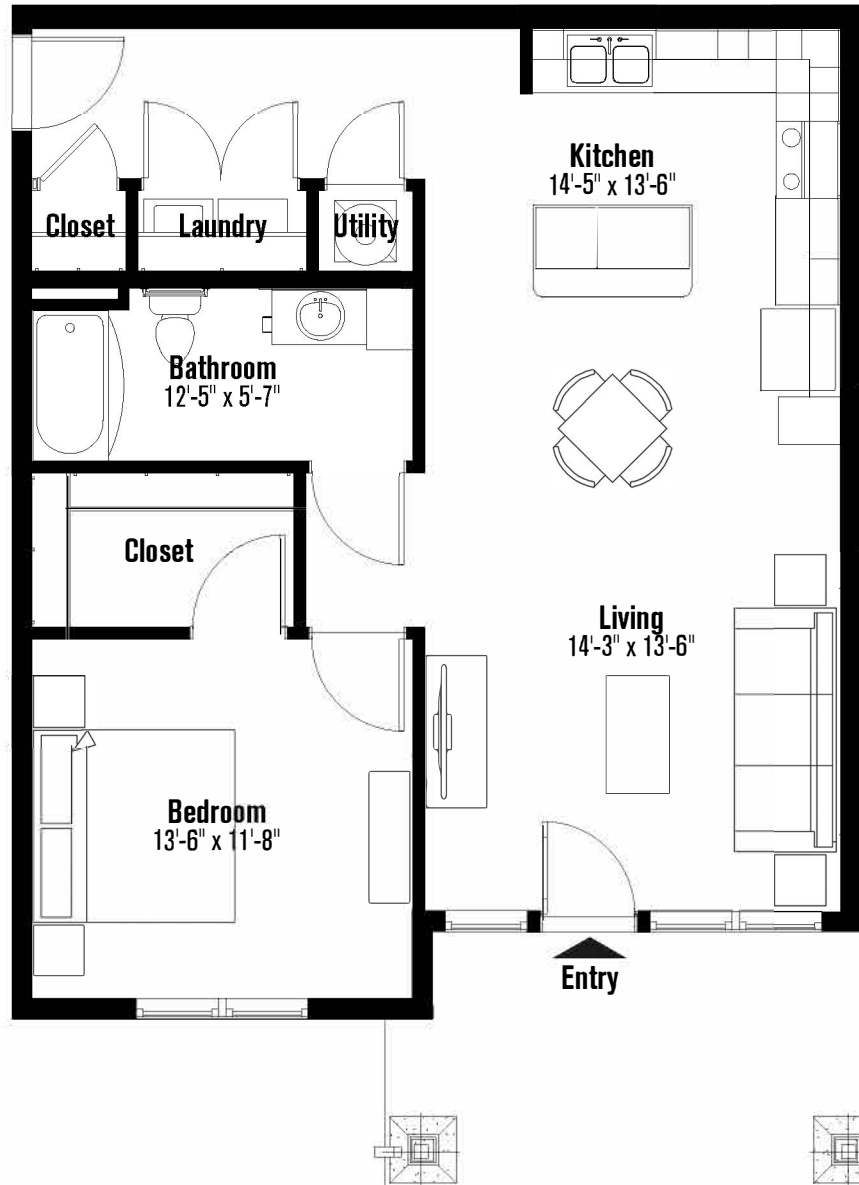 Kitchen
14'-5" x 13'-6"
Closet
Laundry
Utility
Bathroom
12'-5" x 5'-7"
Closet
Living
14'-3" x 13'-6"
Bedroom
13'-6" x 11'-8"
Entry